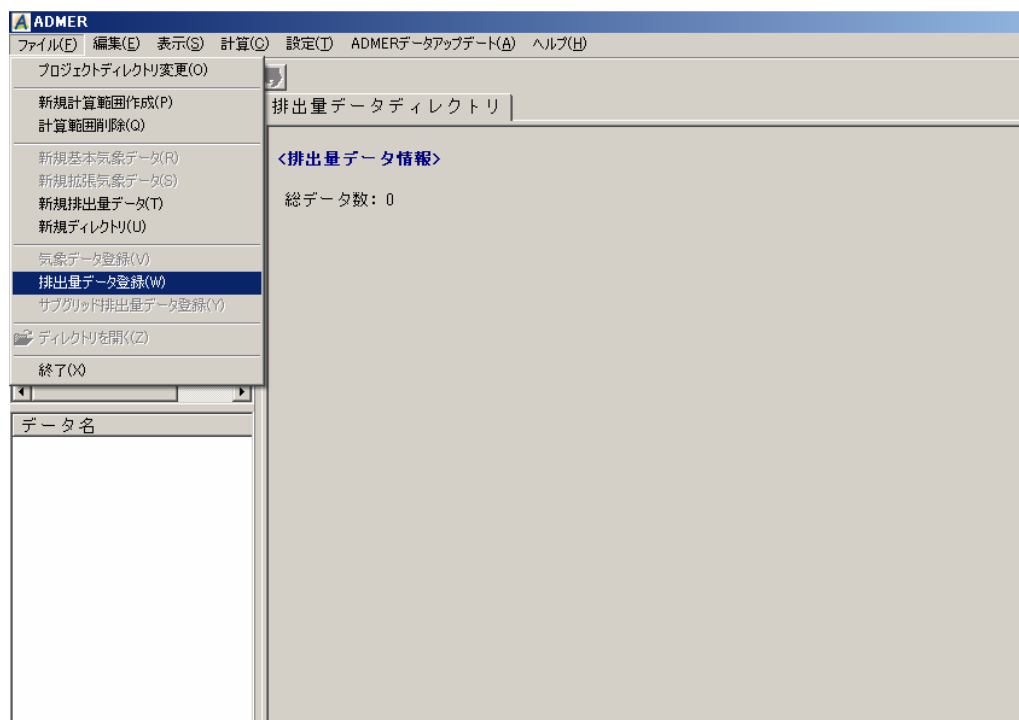 ADMER
ファイル(F) 編集(E) 表示(S) 計算(C) 設定(T) ADMERデータアップデート(A) ヘルプ(H)
プロジェクトディレクトリ変更(O)
新規計算範囲作成(P)
計算範囲削除(Q)
新規基本気象データ(R)
新規拡張気象データ(S)
新規排出量データ(T)
新規ディレクトリ(U)
気象データ登録(V)
排出量データ登録(W)
サブグリッド排出量データ登録(Y)
ディレクトリを開く(Z)
終了(X)
排出量データディレクトリ
<排出量データ情報>
総データ数: 0
データ名